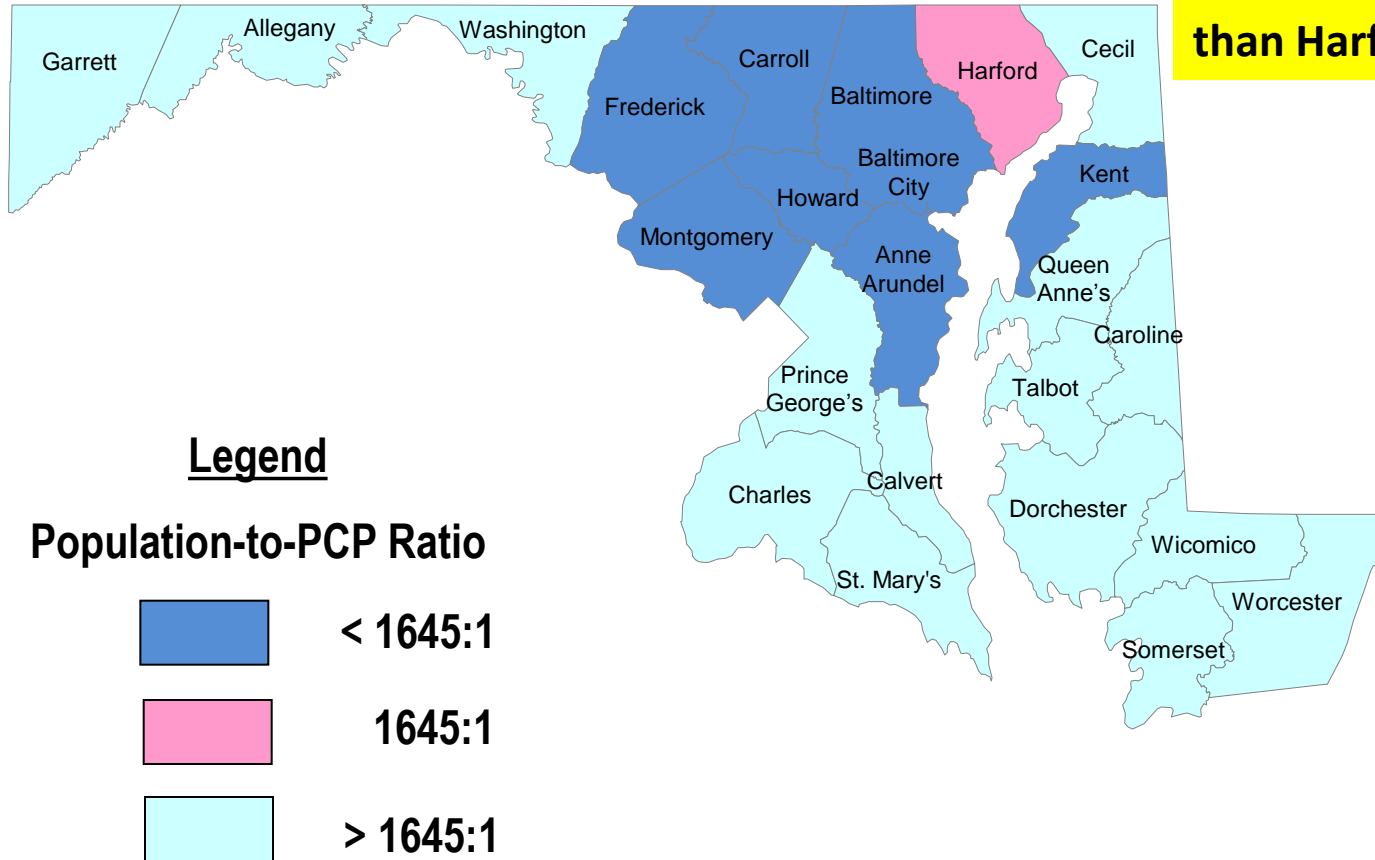 than Harf
Garrett
Allegany
Washington
Frederick
Carroll
Baltimore
Baltimore
City
Harford
Cecil
Kent
Howard
Montgomery
Anne
Arundel
Queen
Anne’s
Caroline
Talbot
Prince
George’s
Charles
Calvert
St. Mary's
Dorchester
Wicomico
Worcester
Somerset
Legend
Population-to-PCP Ratio
< 1645:1
1645:1
> 1645:1